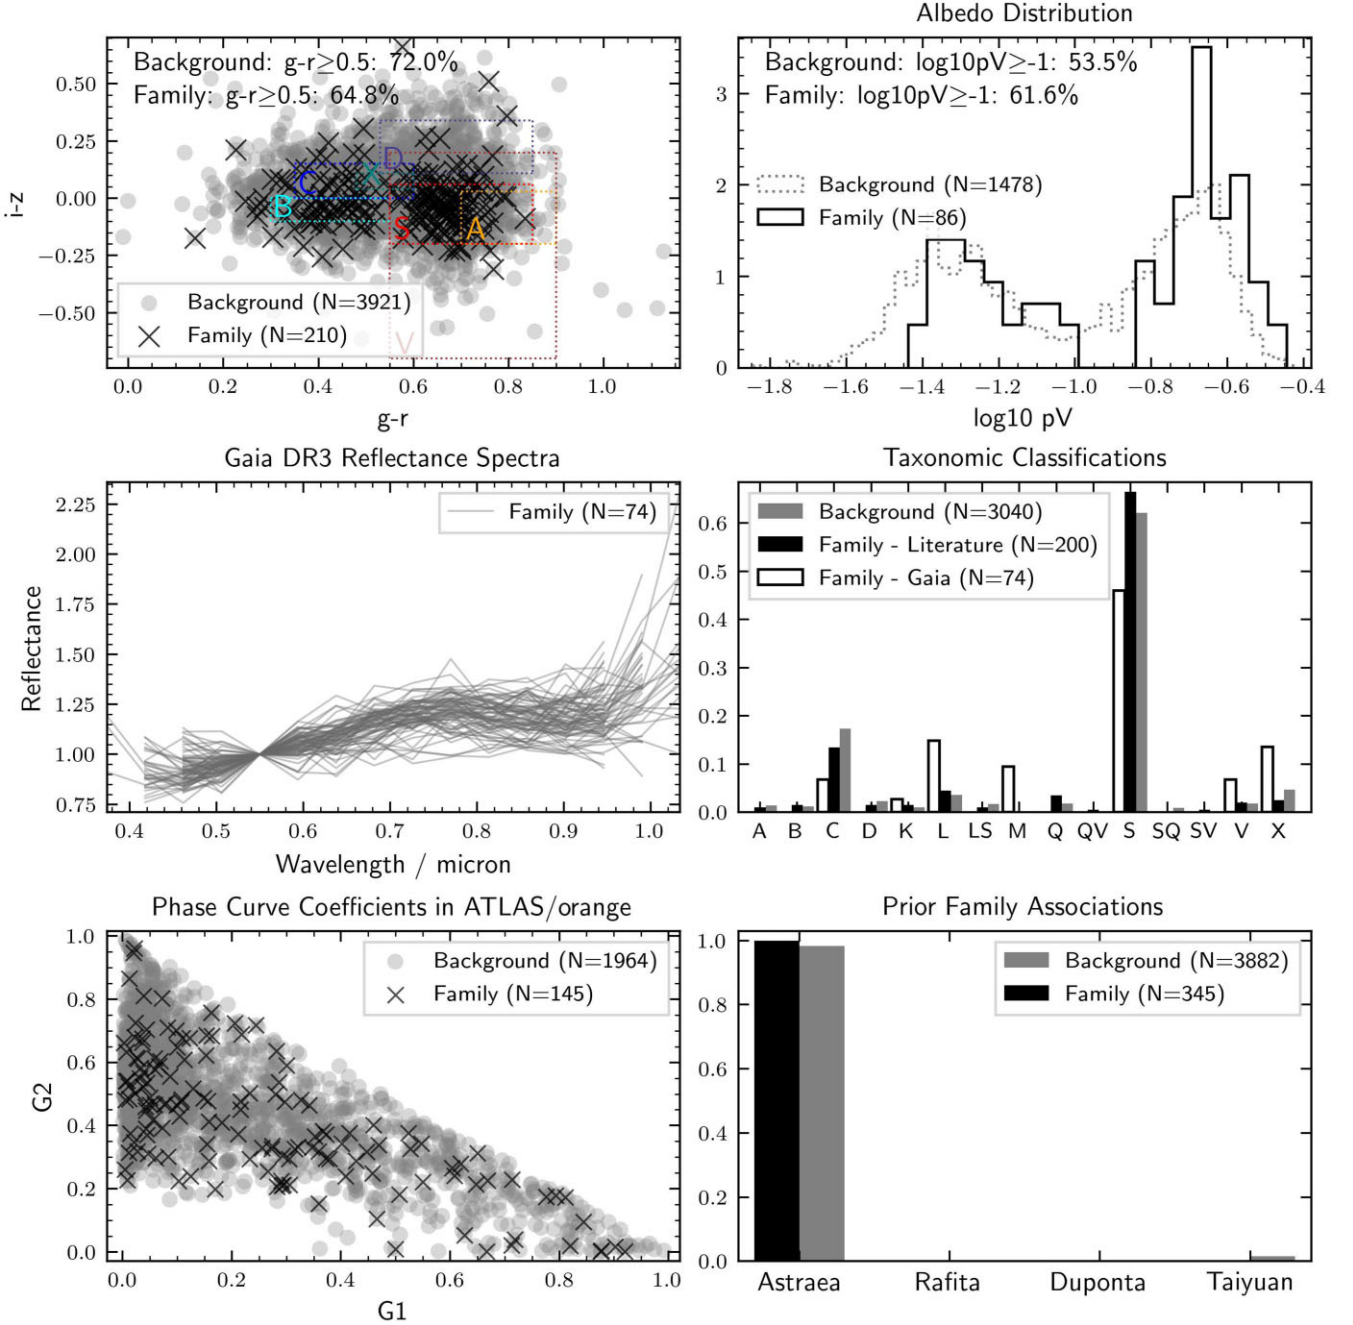 Background: g-r≥0.5: 72.0%
Family: g-r≥0.5: 64.8%
0.50
0.25
0.00
−0.25
−0.50
i-z
D
X
C
B
S
A
V
Background (N=3921)
Family (N=210)
0.0 0.2 0.4 0.6 0.8 1.0
g-r
Albedo Distribution
Background: log10pV≥-1: 53.5%
Family: log10pV≥-1: 61.6%
Background (N=1478)
Family (N=86)
3
2
1
0
−1.8 −1.6 −1.4 −1.2 −1.0 −0.8 −0.6 −0.4
log10 pV
Gaia DR3 Reflectance Spectra
Family (N=74)
2.25
2.00
1.75
1.50
1.25
1.00
0.75
Reflectance
0.4 0.5 0.6 0.7 0.8 0.9 1.0
Wavelength / micron
Taxonomic Classifications
Background (N=3040)
Family - Literature (N=200)
Family - Gaia (N=74)
0.6
0.5
0.4
0.3
0.2
0.1
0.0
A B C D K L LS M Q QV S SQ SV V X
Phase Curve Coefficients in ATLAS/orange
Background (N=1964)
Family (N=145)
1.0
0.8
0.6
0.4
0.2
0.0
G2
0.0 0.2 0.4 0.6 0.8 1.0
G1
Prior Family Associations
Background (N=3882)
Family (N=345)
1.0
0.8
0.6
0.4
0.2
0.0
Astraea Rafita Duponta Taiyuan